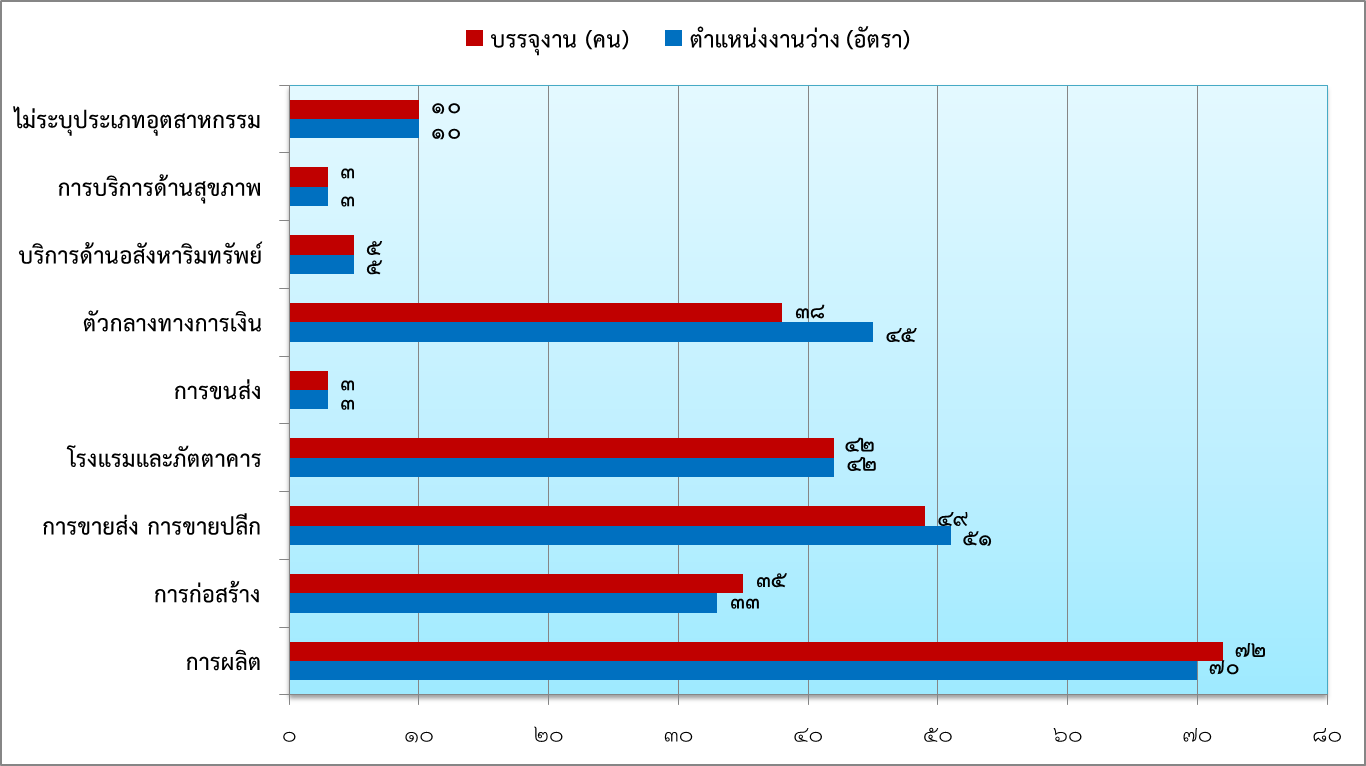 บรรจุงาน (คน) ตำแหน่งงานว่าง (อัตรา)
ไม่ระบุประเภทอุตสาหกรรม ๑๐
๑๐
การบริการด้านสุขภาพ ๓
๓
บริการด้านอสังหาริมทรัพย์ ๕
๕
ตัวกลางทางการเงิน ๓๘
๔๕
การขนส่ง ๓
๓
โรงแรมและภัตตาคาร ๔๒
๔๒
การขายส่ง การขายปลีก ๔๙
๕๑
การก่อสร้าง ๓๕
๓๓
การผลิต ๗๒
๗๐
๐ ๑๐ ๒๐ ๓๐ ๔๐ ๕๐ ๖๐ ๗๐ ๘๐